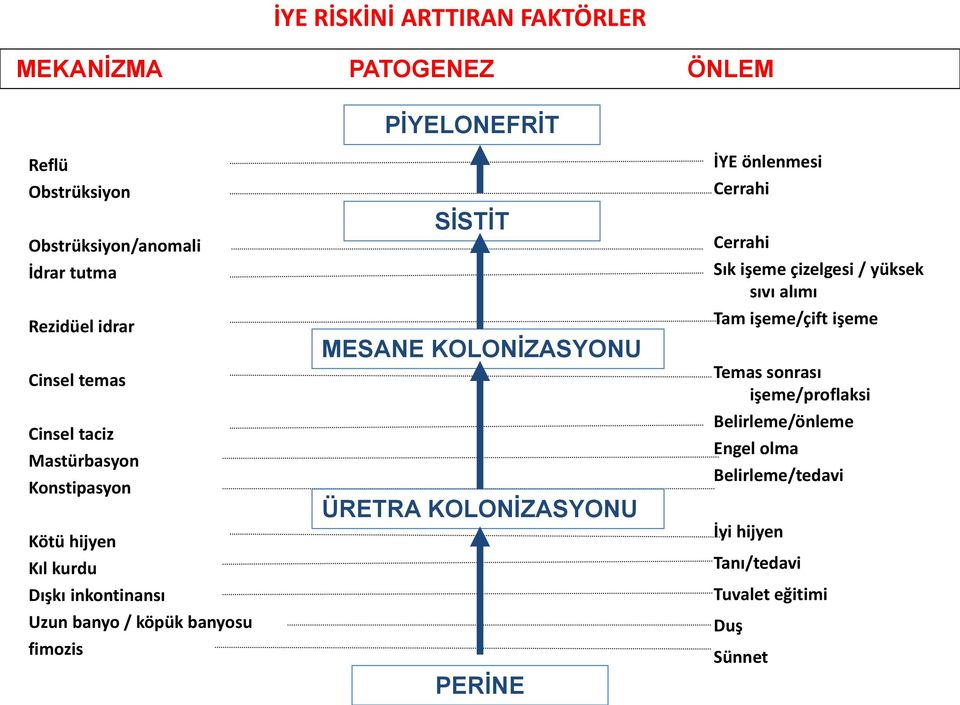 İYE RİSKİNİ ARTTIRAN FAKTÖRLER
MEKANİZMA PATOGENEZ ÖNLEM
PİYELONEFRİT
Reflü
Obstrüksiyon
Obstrüksiyon/anomali
İdrar tutma
Rezidüel idrar
Cinsel temas
Cinsel taciz
Mastürbasyon
Konstipasyon
Kötü hijyen
Kıl kurdu
Dışkı inkontinansı
Uzun banyo / köpük banyosu
fimozis
SİSTİT
MESANE KOLONİZASYONU
ÜRETRA KOLONİZASYONU
PERİNE
İYE önlenmesi
Cerrahi
Cerrahi
Sık işeme çizelgesi / yüksek
sıvı alımı
Tam işeme/çift işeme
Temas sonrası
işeme/proflaksi
Belirleme/önleme
Engel olma
Belirleme/tedavi
İyi hijyen
Tanı/tedavi
Tuvalet eğitimi
Duş
Sünnet